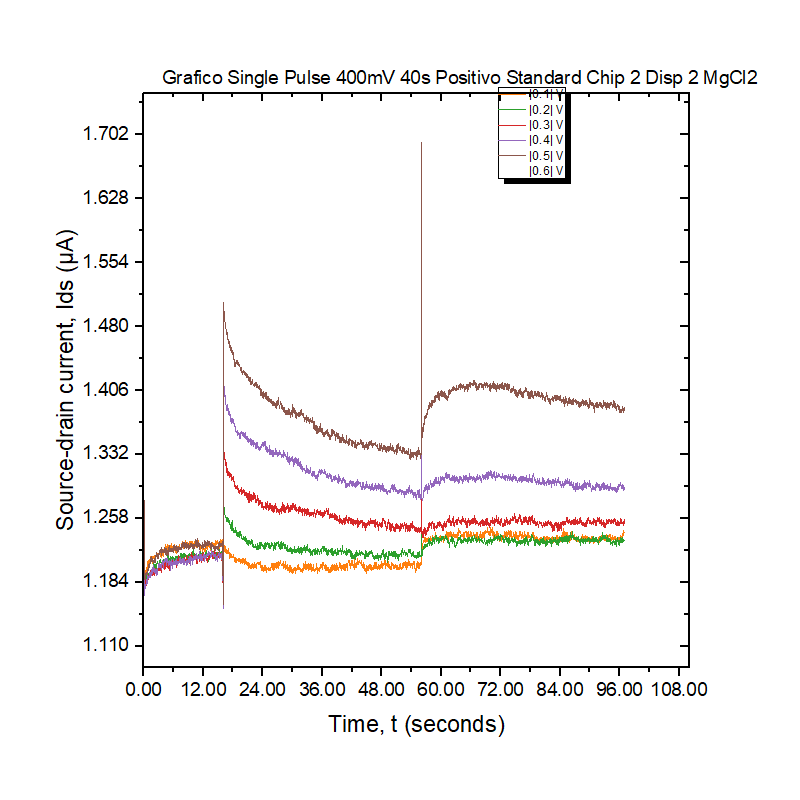 Grafico Single Pulse 400mV 40s Positivo Standard Chip 2 Disp 2 MgCl2
|0.1| V
|0.2| V
|0.3| V
|0.4| V
|0.5| V
|0.6| V
1.702
1.628
1.554
1.480
1.406
1.332
1.258
1.184
1.110
Source-drain current, Ids (µA)
0.00 12.00 24.00 36.00 48.00 60.00 72.00 84.00 96.00 108.00
Time, t (seconds)